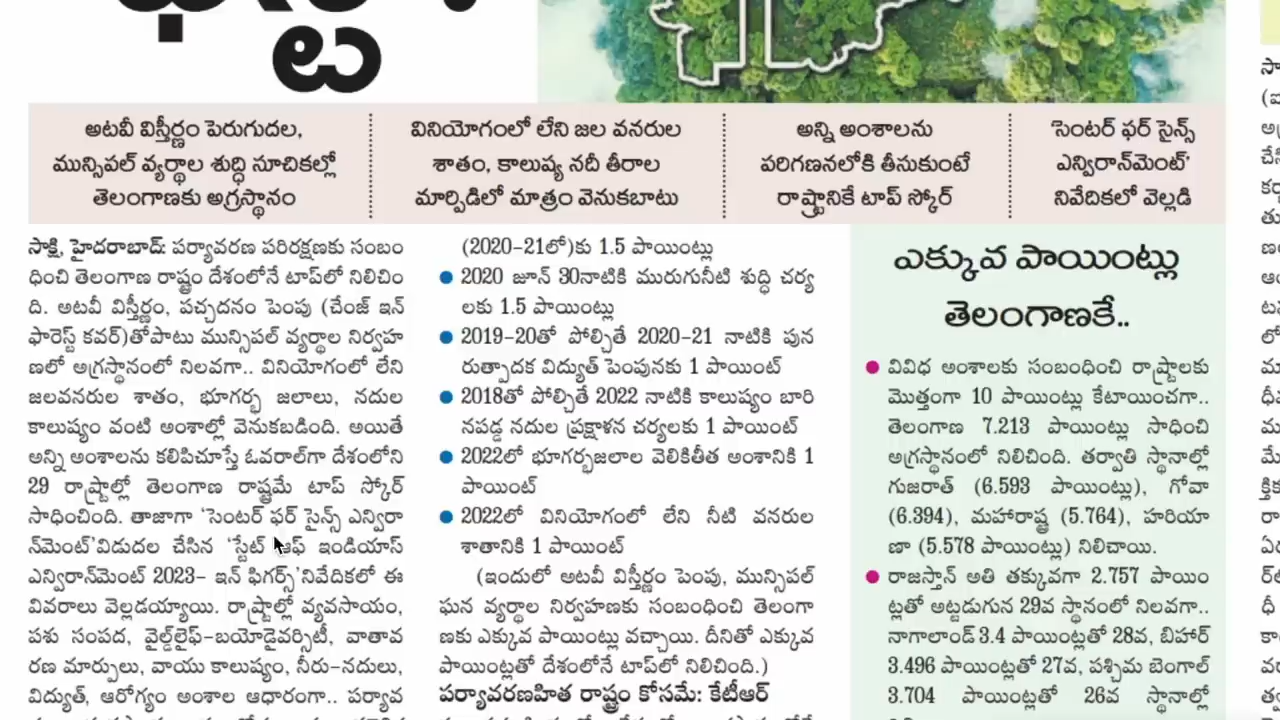 అటవీ విస్తీర్ణం పెరుగుదల,
మున్సిపల్ వ్యర్థాల శుద్ధి సూచికల్లో
తెలంగాణకు అగ్రస్థానం
వినియోగంలో లేని జల వనరుల
శాతం, కాలుష్య నదీ తీరాల
మార్పిడిలో మాత్రం వెనుకబాటు
అన్ని అంశాలను
పరిగణనలోకి తీసుకుంటే
రాష్ట్రానికే టాప్ స్కోర్
'సెంటర్ ఫర్ సైన్స్
ఎన్విరాన్‌మెంట్'
నివేదికలో వెల్లడి
సాక్షి, హైదరాబాద్: పర్యావరణ పరిరక్షణకు సంబం
ధించి తెలంగాణ రాష్ట్రం దేశంలోనే టాప్‌లో నిలిచిం
ది. అటవీ విస్తీర్ణం, పచ్చదనం పెంపు (చేంజ్ ఇన్
ఫారెస్ట్ కవర్)తోపాటు మున్సిపల్ వ్యర్థాల నిర్వహ
ణలో అగ్రస్థానంలో నిలవగా.. వినియోగంలో లేని
జలవనరుల శాతం, భూగర్భ జలాలు, నదుల
కాలుష్యం వంటి అంశాల్లో వెనుకబడింది. అయితే
అన్ని అంశాలను కలిపిచూస్తే ఓవరాల్‌గా దేశంలోని
29 రాష్ట్రాల్లో తెలంగాణ రాష్ట్రమే టాప్ స్కోర్
సాధించింది. తాజాగా 'సెంటర్ ఫర్ సైన్స్ ఎన్విరా
న్‌మెంట్'విడుదల చేసిన 'స్టేట్ ఆఫ్ ఇండియాస్
ఎన్విరాన్‌మెంట్ 2023– ఇన్ ఫిగర్స్'నివేదికలో ఈ
వివరాలు వెల్లడయ్యాయి. రాష్ట్రాల్లో వ్యవసాయం,
పశు సంపద, వైల్డ్‌లైఫ్–బయోడైవర్సిటీ, వాతావ
రణ మార్పులు, వాయు కాలుష్యం, నీరు–నదులు,
విద్యుత్, ఆరోగ్యం అంశాల ఆధారంగా.. పర్యావ
(2020–21లో)కు 1.5 పాయింట్లు
● 2020 జూన్ 30నాటికి మురుగునీటి శుద్ధి చర్య
లకు 1.5 పాయింట్లు
● 2019–20తో పోల్చితే 2020–21 నాటికి పున
రుత్పాదక విద్యుత్ పెంపునకు 1 పాయింట్
● 2018తో పోల్చితే 2022 నాటికి కాలుష్యం బారి
నపడ్డ నదుల ప్రక్షాళన చర్యలకు 1 పాయింట్
● 2022లో భూగర్భజలాల వెలికితీత అంశానికి 1
పాయింట్
● 2022లో వినియోగంలో లేని నీటి వనరుల
శాతానికి 1 పాయింట్
(ఇందులో అటవీ విస్తీర్ణం పెంపు, మున్సిపల్
ఘన వ్యర్థాల నిర్వహణకు సంబంధించి తెలంగా
ణకు ఎక్కువ పాయింట్లు వచ్చాయి. దీనితో ఎక్కువ
పాయింట్లతో దేశంలోనే టాప్‌లో నిలిచింది.)
పర్యావరణహిత రాష్ట్రం కోసమే: కేటీఆర్
ఎక్కువ పాయింట్లు
తెలంగాణకే..
● వివిధ అంశాలకు సంబంధించి రాష్ట్రాలకు
మొత్తంగా 10 పాయింట్లు కేటాయించగా..
తెలంగాణ 7.213 పాయింట్లు సాధించి
అగ్రస్థానంలో నిలిచింది. తర్వాతి స్థానాల్లో
గుజరాత్ (6.593 పాయింట్లు), గోవా
(6.394), మహారాష్ట్ర (5.764), హరియా
ణా (5.578 పాయింట్లు) నిలిచాయి.
● రాజస్తాన్ అతి తక్కువగా 2.757 పాయిం
ట్లతో అట్టడుగున 29వ స్థానంలో నిలవగా..
నాగాలాండ్ 3.4 పాయింట్లతో 28వ, బిహార్
3.496 పాయింట్లతో 27వ, పశ్చిమ బెంగాల్
3.704 పాయింట్లతో 26వ స్థానాల్లో